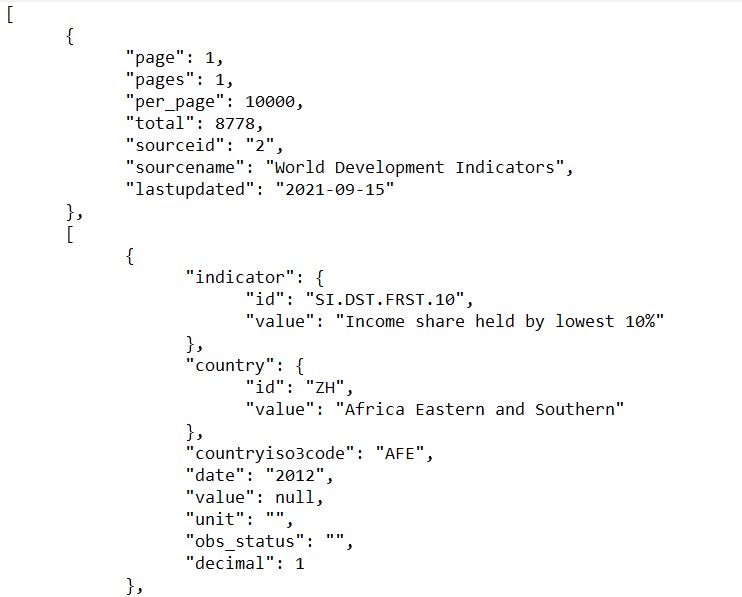 [
{
"page": 1,
"pages": 1,
"per_page": 10000,
"total": 8778,
"sourceid": "2",
"sourcename": "World Development Indicators",
"lastupdated": "2021-09-15"
},
[
{
"indicator": {
"id": "SI.DST.FRST.10",
"value": "Income share held by lowest 10%"
},
"country": {
"id": "ZH",
"value": "Africa Eastern and Southern"
},
"countryiso3code": "AFE",
"date": "2012",
"value": null,
"unit": "",
"obs_status": "",
"decimal": 1
},